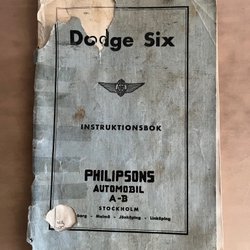 Dodge Six
INSTRUKTIONSBOK
PHILIPSONS
AUTOMOBIL
A-B
STOCKHOLM
Malmö - Jönköping - Linköping